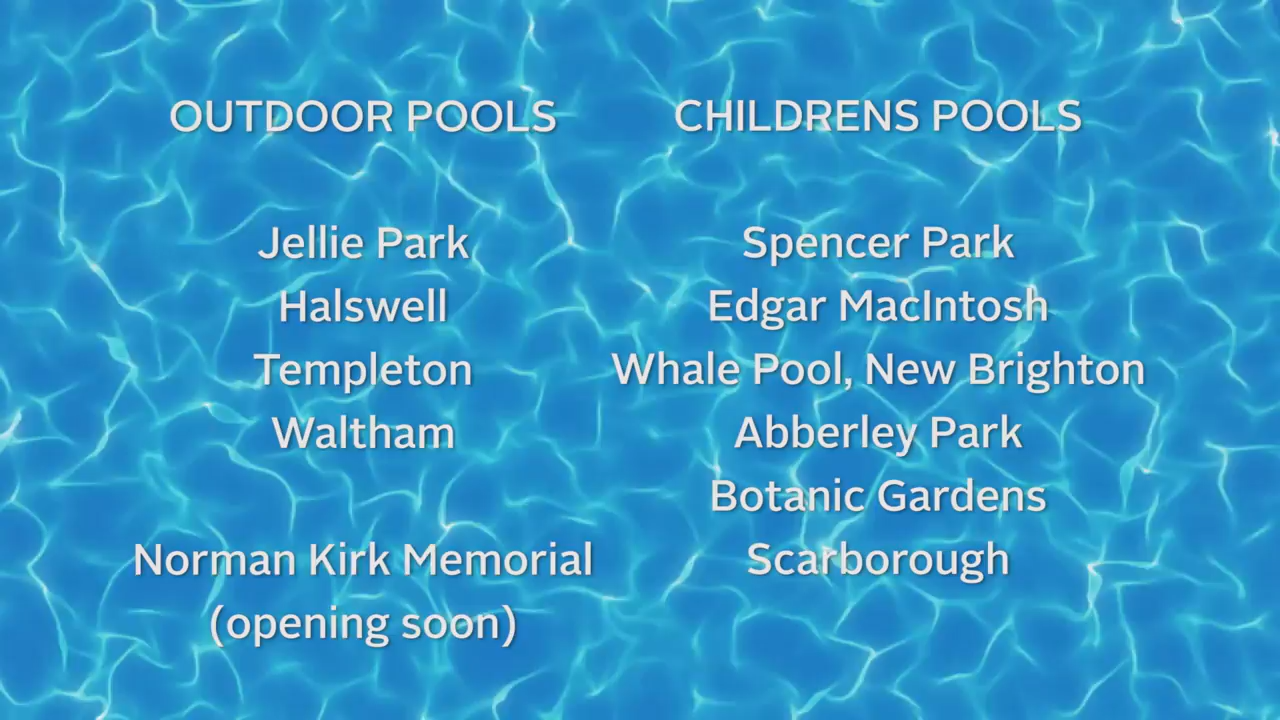 OUTDOOR POOLS
Jellie Park
Halswell
Templeton
Waltham
Norman Kirk Memorial
(opening soon)
CHILDRENS POOLS
Spencer Park
Edgar MacIntosh
Whale Pool, New Brighton
Abberley Park
Botanic Gardens
Scarborough